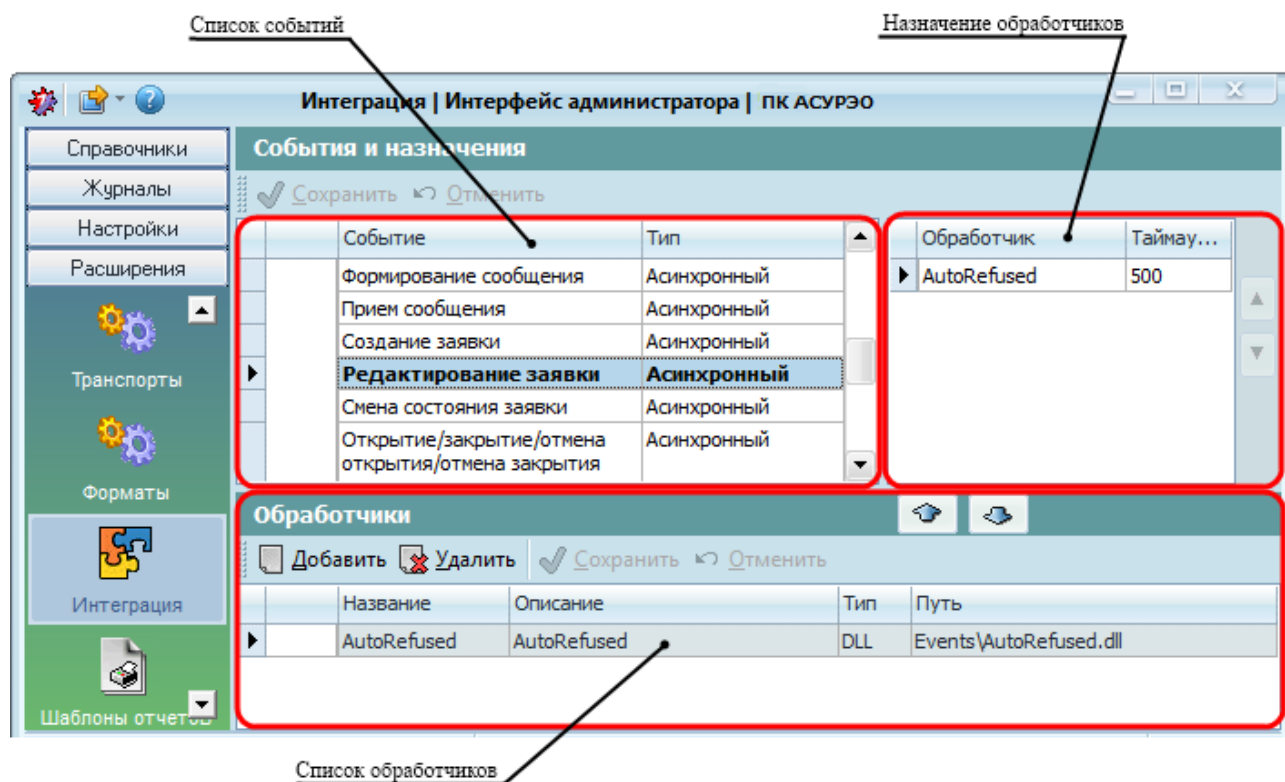 Список событий
Назначение обработчиков
Интеграция | Интерфейс администратора | ПК АСУРЭО
Справочники
Журналы
Настройки
Расширения
Транспорты
Форматы
Интеграция
Шаблоны отчетов
События и назначения
Сохранить Отменить
Событие Тип
Формирование сообщения Асинхронный
Прием сообщения Асинхронный
Создание заявки Асинхронный
Редактирование заявки Асинхронный
Смена состояния заявки Асинхронный
Открытие/закрытие/отмена Асинхронный
открытия/отмена закрытия
Обработчик Таймау...
AutoRefused 500
Обработчики
Добавить Удалить Сохранить Отменить
Название Описание Тип Путь
AutoRefused AutoRefused DLL Events\AutoRefused.dll
Список обработчиков